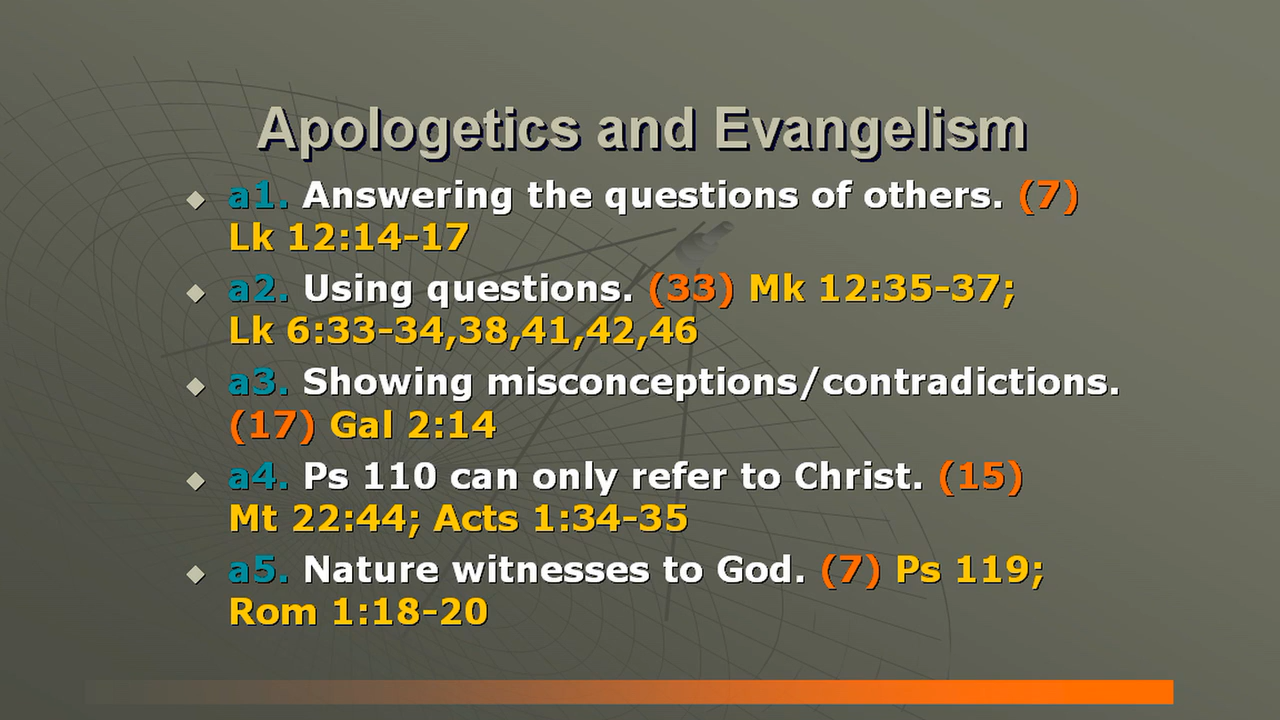 Apologetics and Evangelism
a1. Answering the questions of others. (7)
Lk 12:14-17
a2. Using questions. (33) Mk 12:35-37;
Lk 6:33-34,38,41,42,46
a3. Showing misconceptions/contradictions.
(17) Gal 2:14
a4. Ps 110 can only refer to Christ. (15)
Mt 22:44; Acts 1:34-35
a5. Nature witnesses to God. (7) Ps 119;
Rom 1:18-20